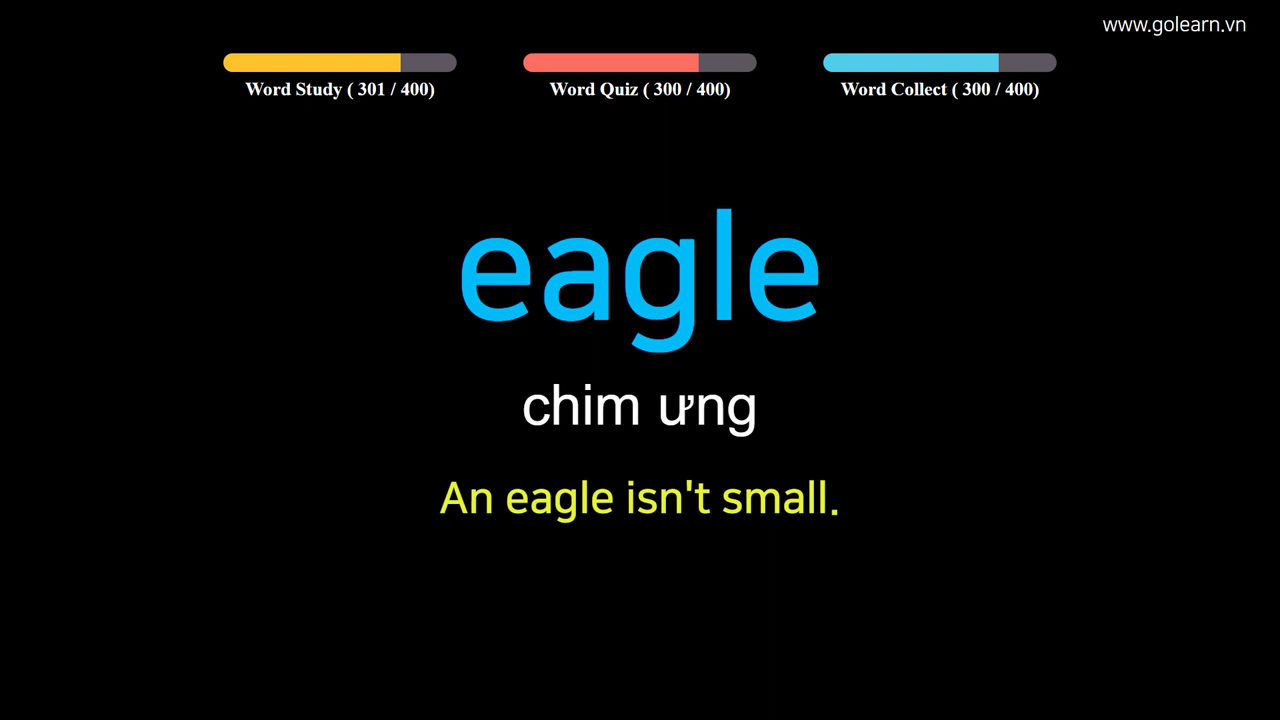 www.golearn.vn
Word Study ( 301 / 400)
Word Quiz ( 300 / 400)
Word Collect ( 300 / 400)
eagle
chim ưng
An eagle isn't small.